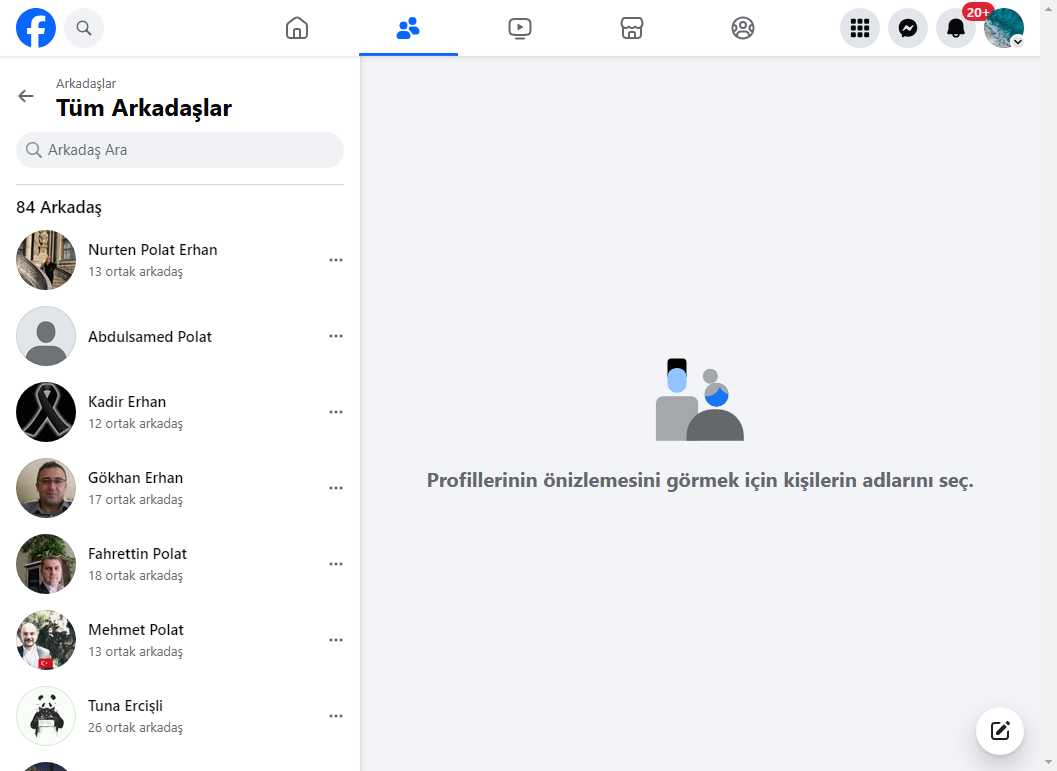 20+
Arkadaşlar
Tüm Arkadaşlar
Arkadaş Ara
84 Arkadaş
Nurten Polat Erhan
13 ortak arkadaş
Abdulsamed Polat
Kadir Erhan
12 ortak arkadaş
Gökhan Erhan
17 ortak arkadaş
Fahrettin Polat
18 ortak arkadaş
Mehmet Polat
13 ortak arkadaş
Tuna Ercişli
26 ortak arkadaş
Profillerinin önizlemesini görmek için kişilerin adlarını seç.